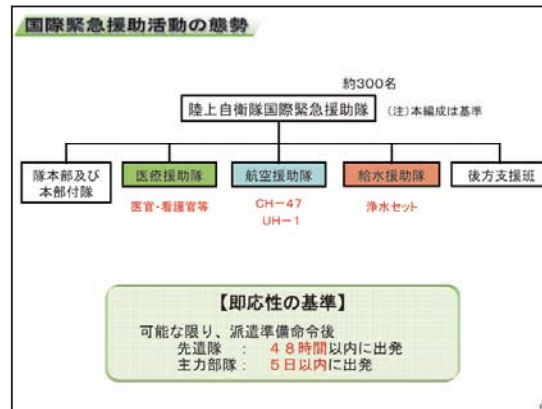 国際緊急援助活動の態勢
約300名
陸上自衛隊国際緊急援助隊
(注)本編成は基準
隊本部及び
本部付隊
医療援助隊
航空援助隊
給水援助隊
後方支援班
医官・看護官等
CH-47
UH-1
浄水セット
【即応性の基準】
可能な限り、派遣準備命令後
先遣隊 : 48時間以内に出発
主力部隊: 5日以内に出発